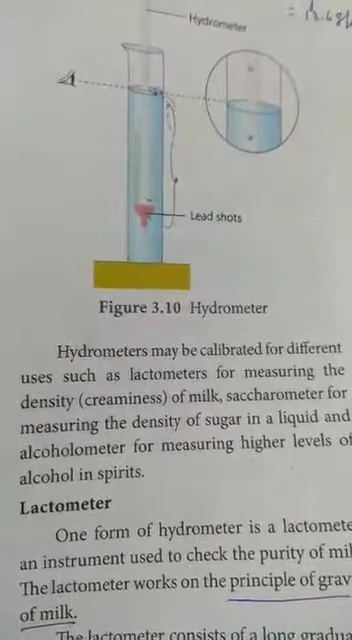 Hydrometer
Lead shots
Figure 3.10 Hydrometer
Hydrometers may be calibrated for different
uses such as lactometers for measuring the
density (creaminess) of milk, saccharometer for
measuring the density of sugar in a liquid and
alcoholometer for measuring higher levels of
alcohol in spirits.
Lactometer
One form of hydrometer is a lactomete
an instrument used to check the purity of mil
The lactometer works on the principle of grav
of milk.
The lactometer consists of a long gradu